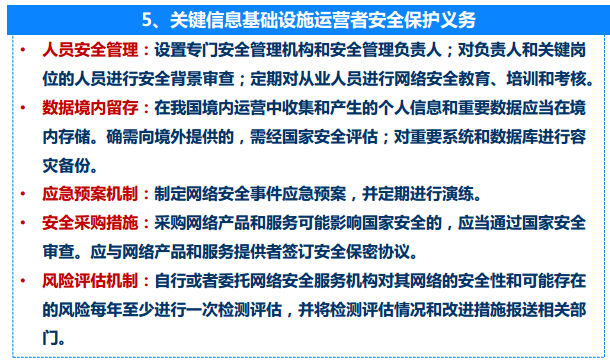 5、关键信息基础设施运营者安全保护义务
• 人员安全管理：设置专门安全管理机构和安全管理负责人；对负责人和关键岗
位的人员进行安全背景审查；定期对从业人员进行网络安全教育、培训和考核。
• 数据境内留存：在我国境内运营中收集和产生的个人信息和重要数据应当在境
内存储。确需向境外提供的，需经国家安全评估；对重要系统和数据库进行容
灾备份。
• 应急预案机制：制定网络安全事件应急预案，并定期进行演练。
• 安全采购措施：采购网络产品和服务可能影响国家安全的，应当通过国家安全
审查。应与网络产品和服务提供者签订安全保密协议。
• 风险评估机制：自行或者委托网络安全服务机构对其网络的安全性和可能存在
的风险每年至少进行一次检测评估，并将检测评估情况和改进措施报送相关部
门。